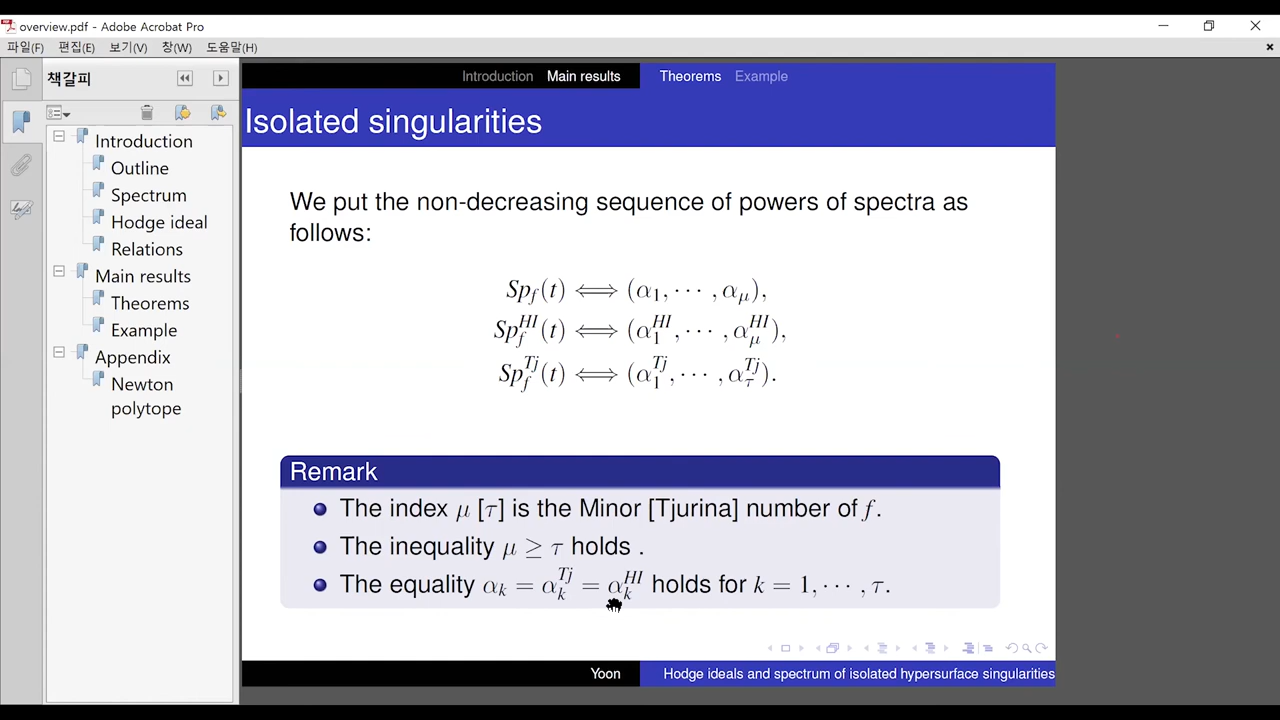 overview.pdf - Adobe Acrobat Pro
파일(F) 편집(E) 보기(V) 창(W) 도움말(H)
책갈피
Introduction
Outline
Spectrum
Hodge ideal
Relations
Main results
Theorems
Example
Appendix
Newton
polytope
Introduction Main results Theorems Example
Isolated singularities
We put the non-decreasing sequence of powers of spectra as
follows:
Sp_f(t) ⟺ (α_1, ⋯ , α_μ),
Sp_f^{HI}(t) ⟺ (α_1^{HI}, ⋯ , α_μ^{HI}),
Sp_f^{Tj}(t) ⟺ (α_1^{Tj}, ⋯ , α_τ^{Tj}).
Remark
The index μ [τ] is the Minor [Tjurina] number of f.
The inequality μ ≥ τ holds .
The equality α_k = α_k^{Tj} = α_k^{HI} holds for k = 1, ⋯ , τ.
Yoon Hodge ideals and spectrum of isolated hypersurface singularities